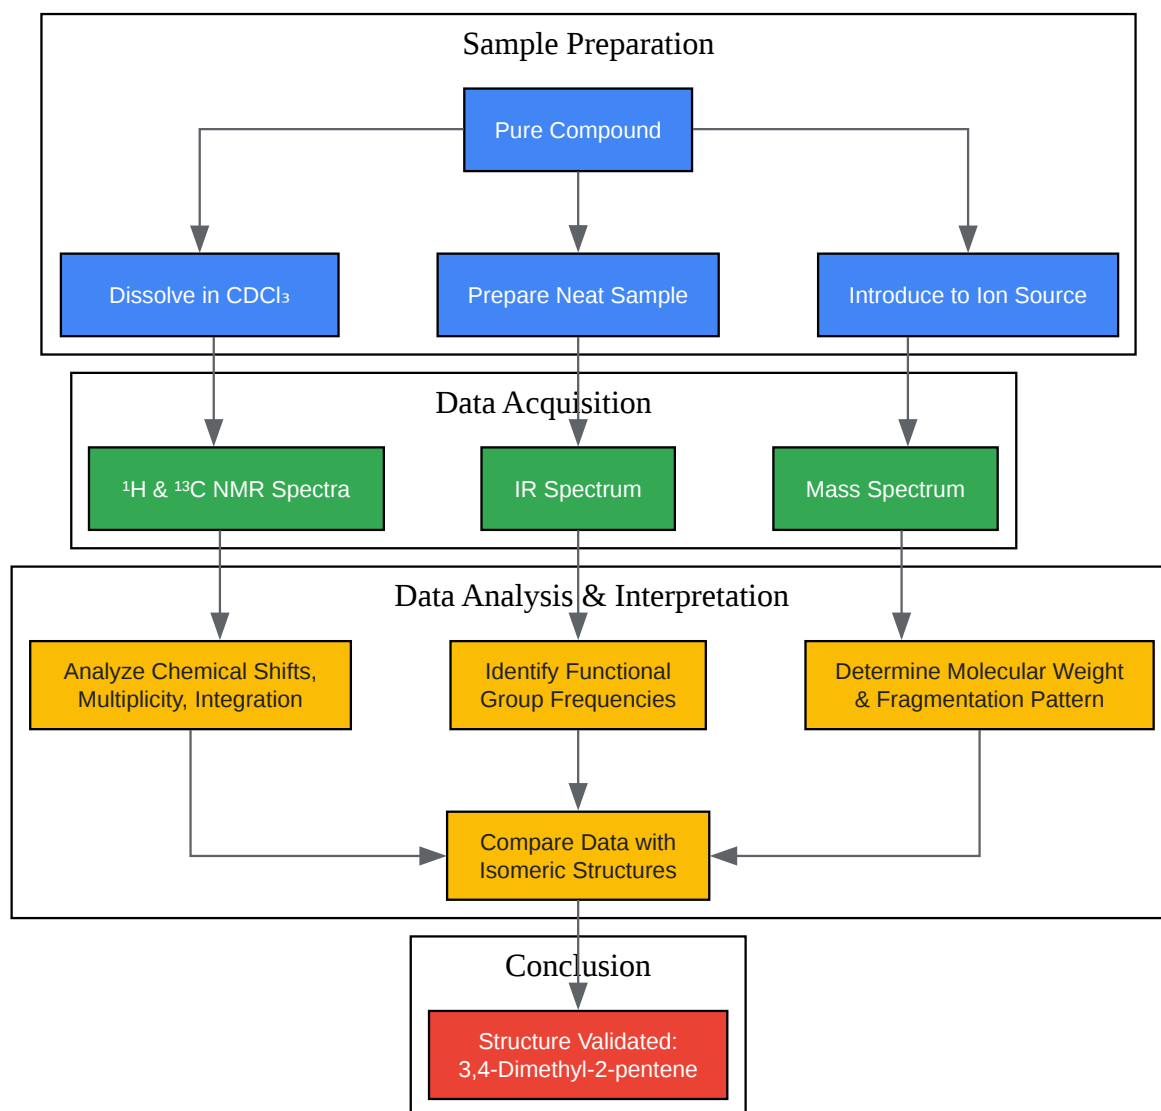 Sample Preparation
Pure Compound
Dissolve in CDCl₃
Prepare Neat Sample
Introduce to Ion Source
Data Acquisition
¹H & ¹³C NMR Spectra
IR Spectrum
Mass Spectrum
Data Analysis & Interpretation
Analyze Chemical Shifts,
Multiplicity, Integration
Identify Functional
Group Frequencies
Determine Molecular Weight
& Fragmentation Pattern
Compare Data with
Isomeric Structures
Conclusion
Structure Validated:
3,4-Dimethyl-2-pentene